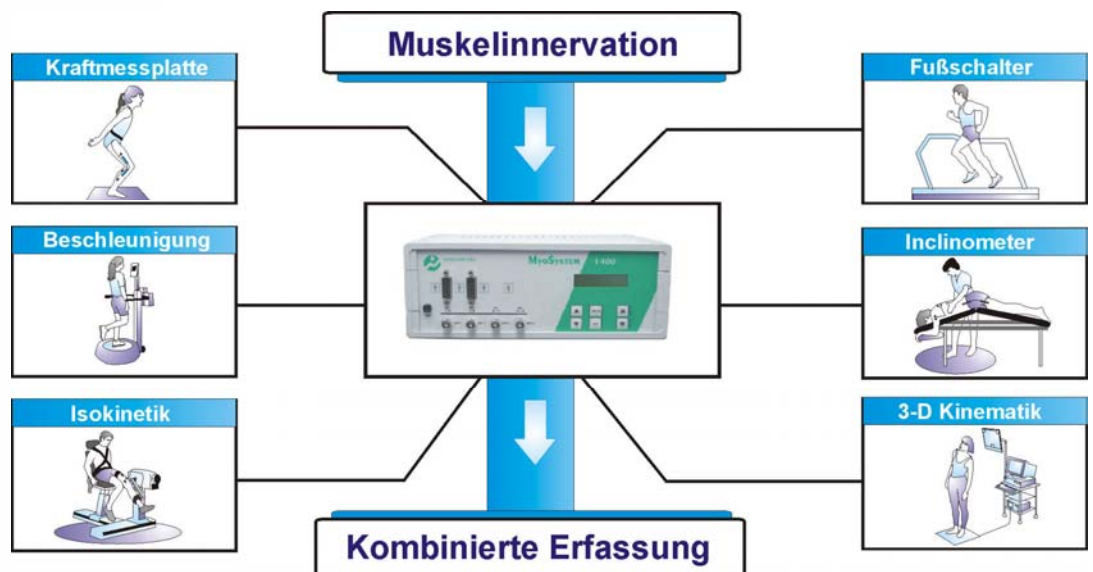 Muskelinnervation
Kraftmessplatte
Fußschalter
Beschleunigung
Inclinometer
MYOSYSTEM 1400
Isokinetik
3-D Kinematik
Kombinierte Erfassung